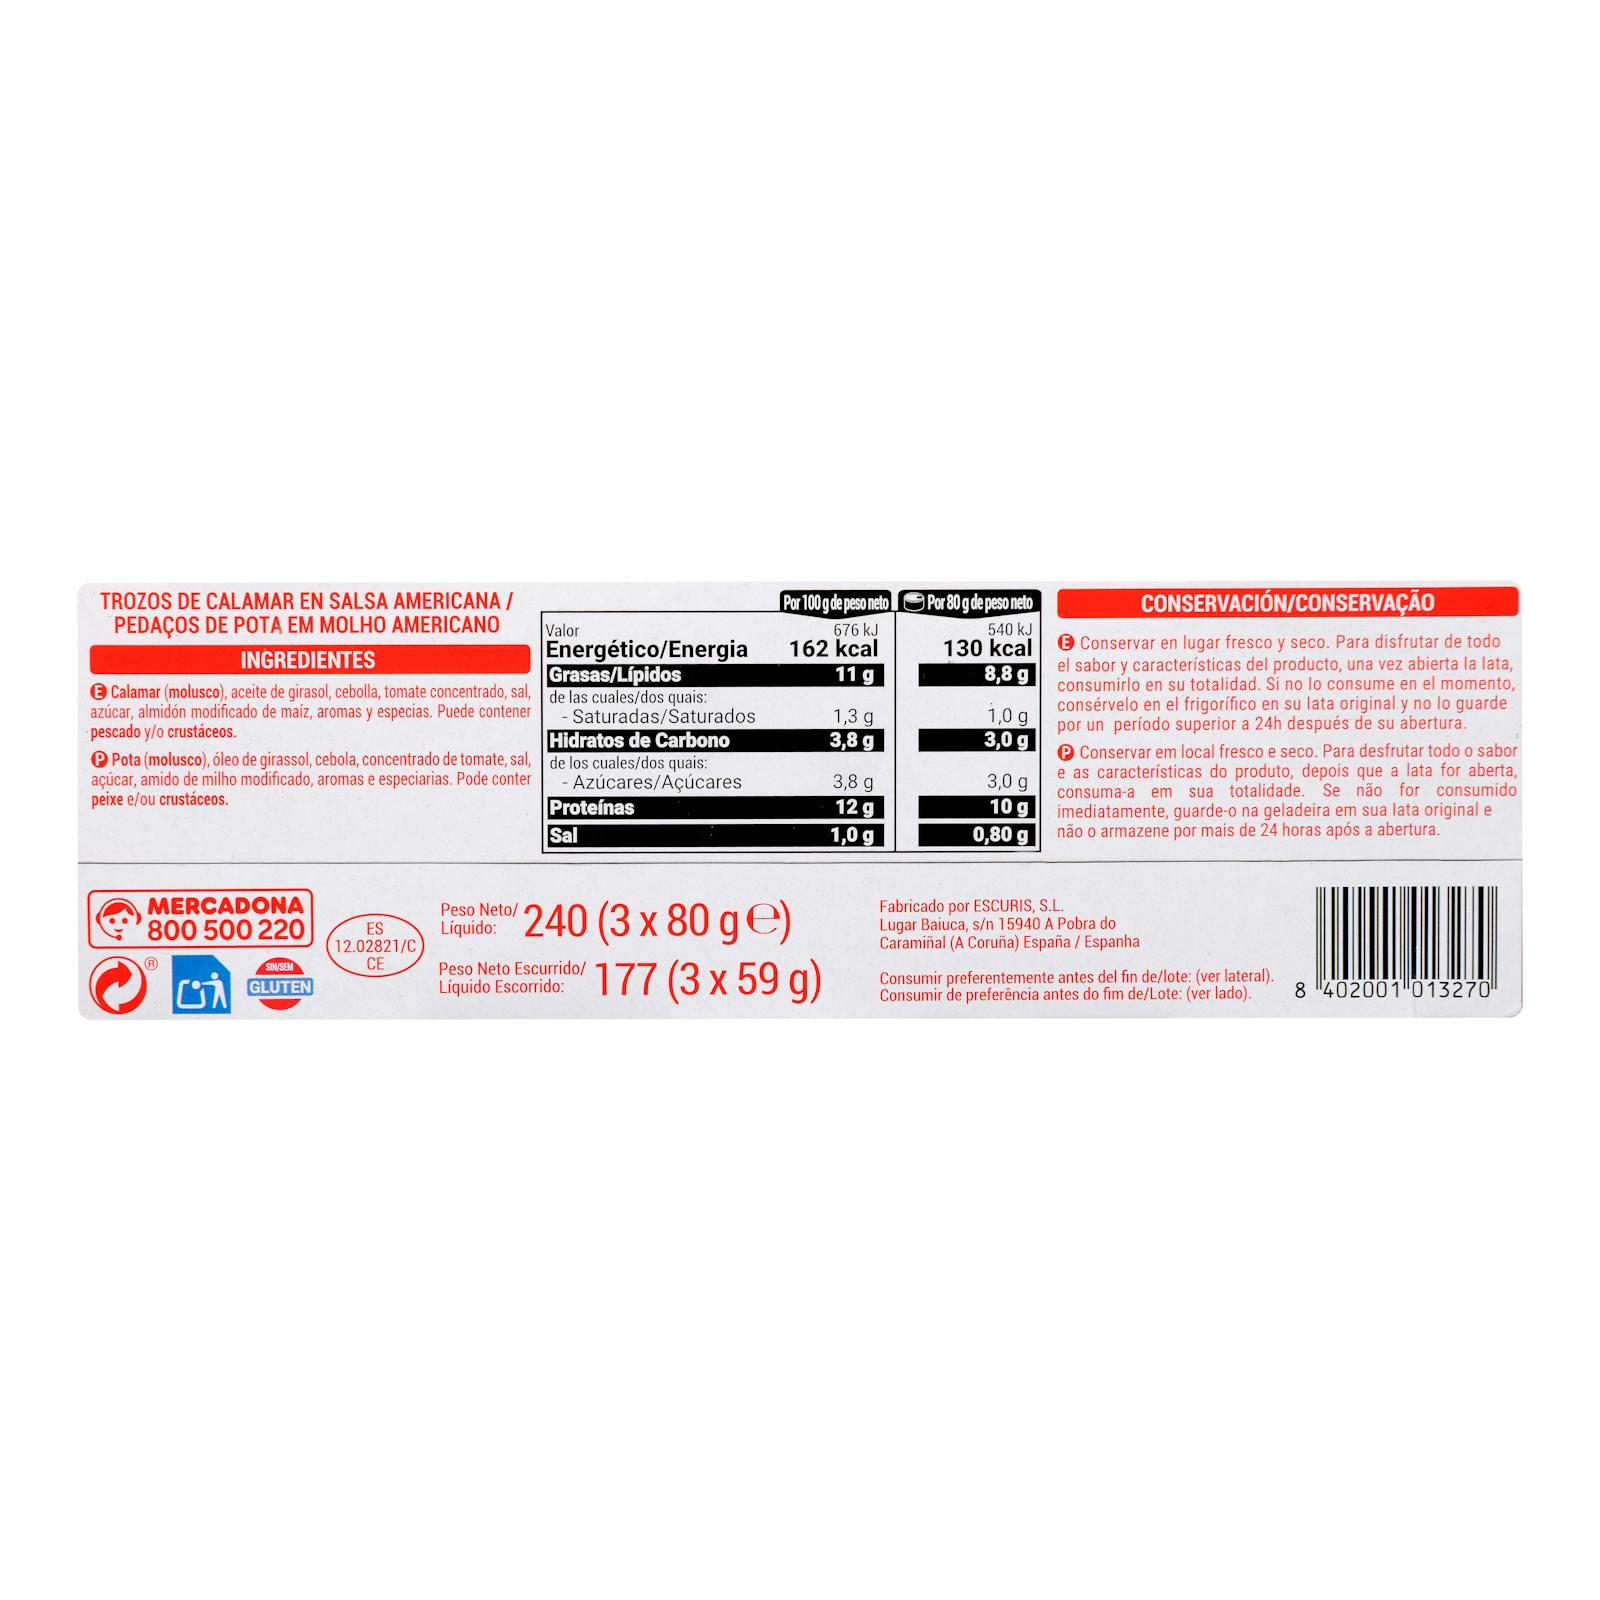 TROZOS DE CALAMAR EN SALSA AMERICANA /
PEDAÇOS DE POTA EM MOLHO AMERICANO
INGREDIENTES
E Calamar (molusco), aceite de girasol, cebolla, tomate concentrado, sal,
azúcar, almidón modificado de maíz, aromas y especias. Puede contener
pescado y/o crustáceos.
P Pota (molusco), óleo de girassol, cebola, concentrado de tomate, sal,
açúcar, amido de milho modificado, aromas e especiarias. Pode conter
peixe e/ou crustáceos.
Por 100 g de peso neto Por 80 g de peso neto
Valor 676 kJ 540 kJ
Energético/Energia 162 kcal 130 kcal
Grasas/Lípidos 11 g 8,8 g
de las cuales/dos quais:
- Saturadas/Saturados 1,3 g 1,0 g
Hidratos de Carbono 3,8 g 3,0 g
de los cuales/dos quais:
- Azúcares/Açúcares 3,8 g 3,0 g
Proteínas 12 g 10 g
Sal 1,0 g 0,80 g
CONSERVACIÓN/CONSERVAÇÃO
E Conservar en lugar fresco y seco. Para disfrutar de todo
el sabor y características del producto, una vez abierta la lata,
consumirlo en su totalidad. Si no lo consume en el momento,
consérvelo en el frigorífico en su lata original y no lo guarde
por un período superior a 24h después de su abertura.
P Conservar em local fresco e seco. Para desfrutar todo o sabor
e as características do produto, depois que a lata for aberta,
consuma-a em sua totalidade. Se não for consumido
imediatamente, guarde-o na geladeira em sua lata original e
não o armazene por mais de 24 horas após a abertura.
MERCADONA
800 500 220
®
SIN/SEM
GLUTEN
ES
12.02821/C
CE
Peso Neto/
Líquido: 240 (3 x 80 g e)
Peso Neto Escurrido/
Líquido Escorrido: 177 (3 x 59 g)
Fabricado por ESCURIS, S.L.
Lugar Baiuca, s/n 15940 A Pobra do
Caramiñal (A Coruña) España / Espanha
Consumir preferentemente antes del fin de/lote: (ver lateral).
Consumir de preferência antes do fim de/Lote: (ver lado).
8 402001 013270